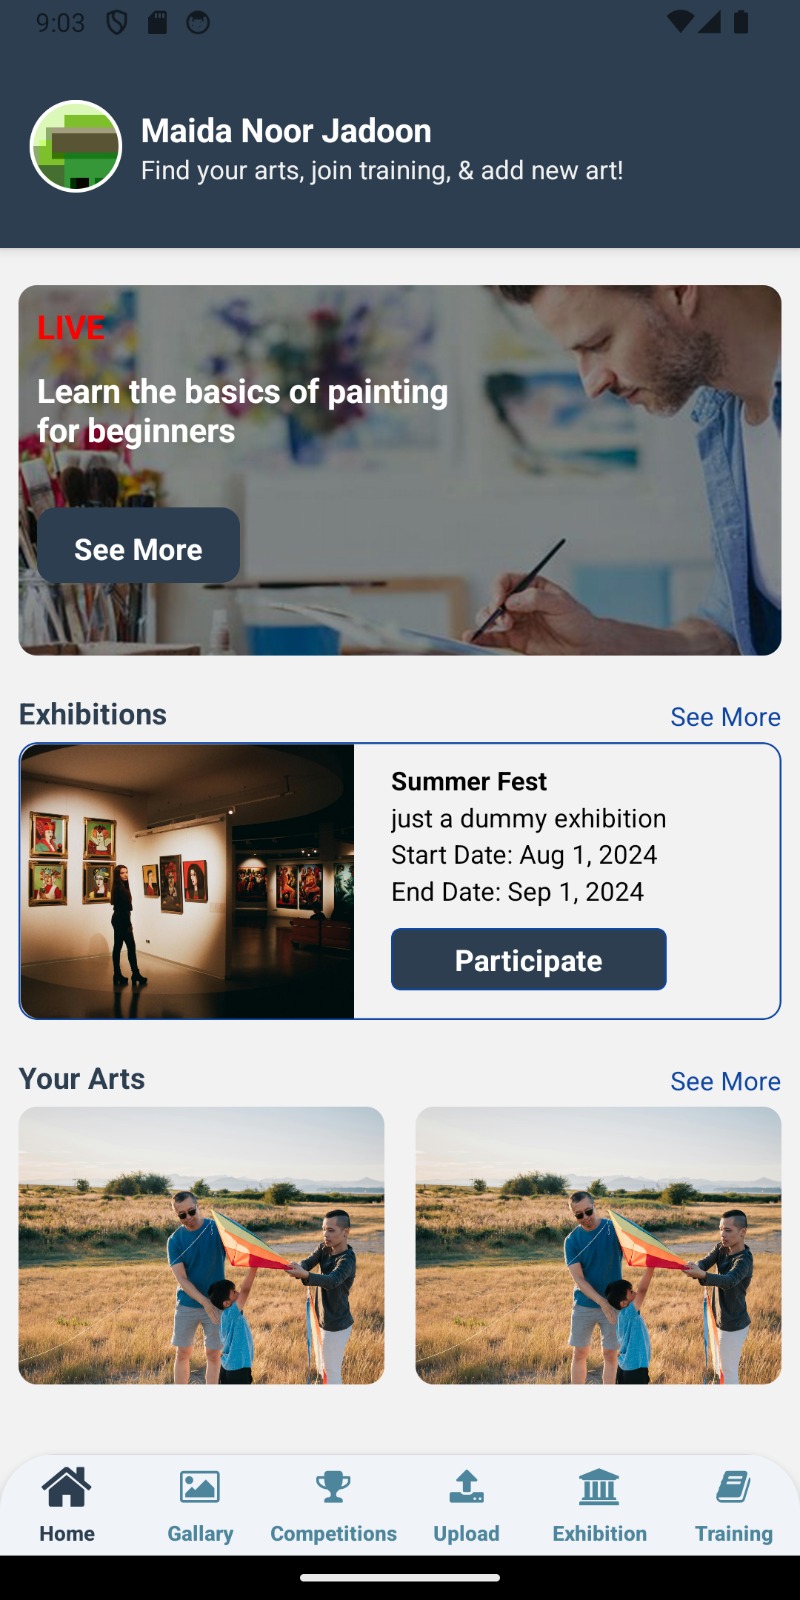 9:03
Maida Noor Jadoon
Find your arts, join training, & add new art!
LIVE
Learn the basics of painting
for beginners
See More
Exhibitions
See More
Summer Fest
just a dummy exhibition
Start Date: Aug 1, 2024
End Date: Sep 1, 2024
Participate
Your Arts
See More
Home
Gallary
Competitions
Upload
Exhibition
Training